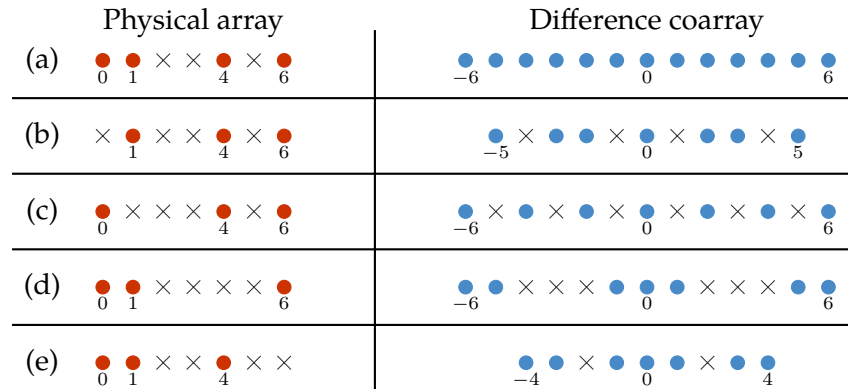 Physical array Difference coarray
(a) 0 1 4 6 −6 0 6
(b) 1 4 6 −5 0 5
(c) 0 4 6 −6 0 6
(d) 0 1 6 −6 0 6
(e) 0 1 4 −4 0 4